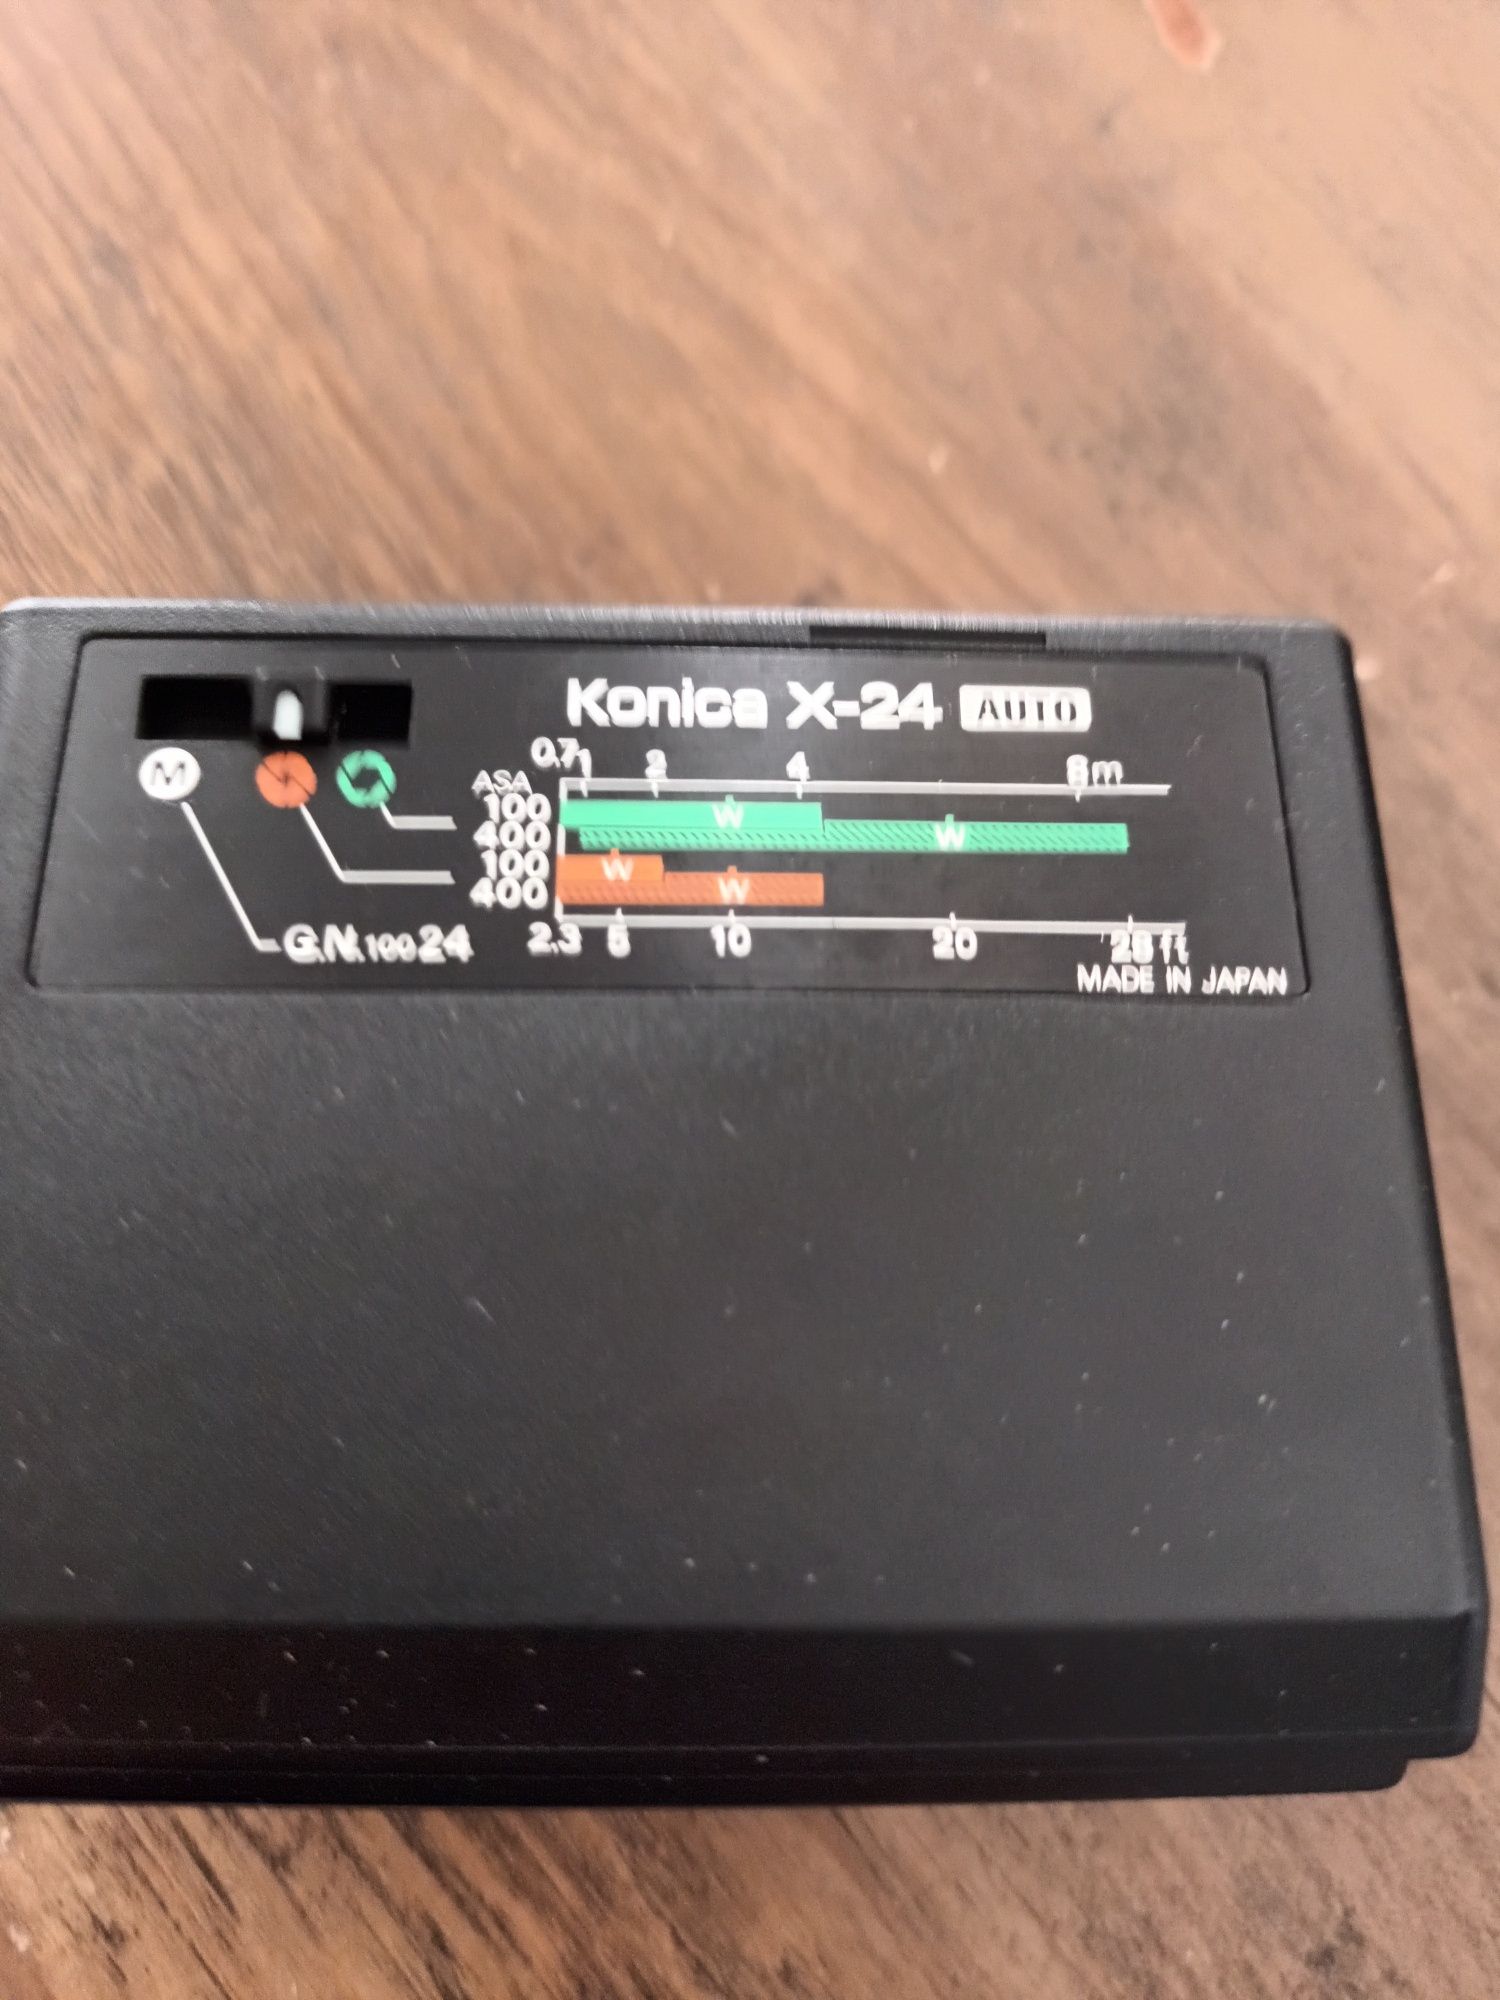 Konica X-24 AUTO
M
0.7 1 2 4 8m
ASA
100 W
400 W
100 W
400 W
G.N.100 24
2.3 5 10 20 28 ft
MADE IN JAPAN